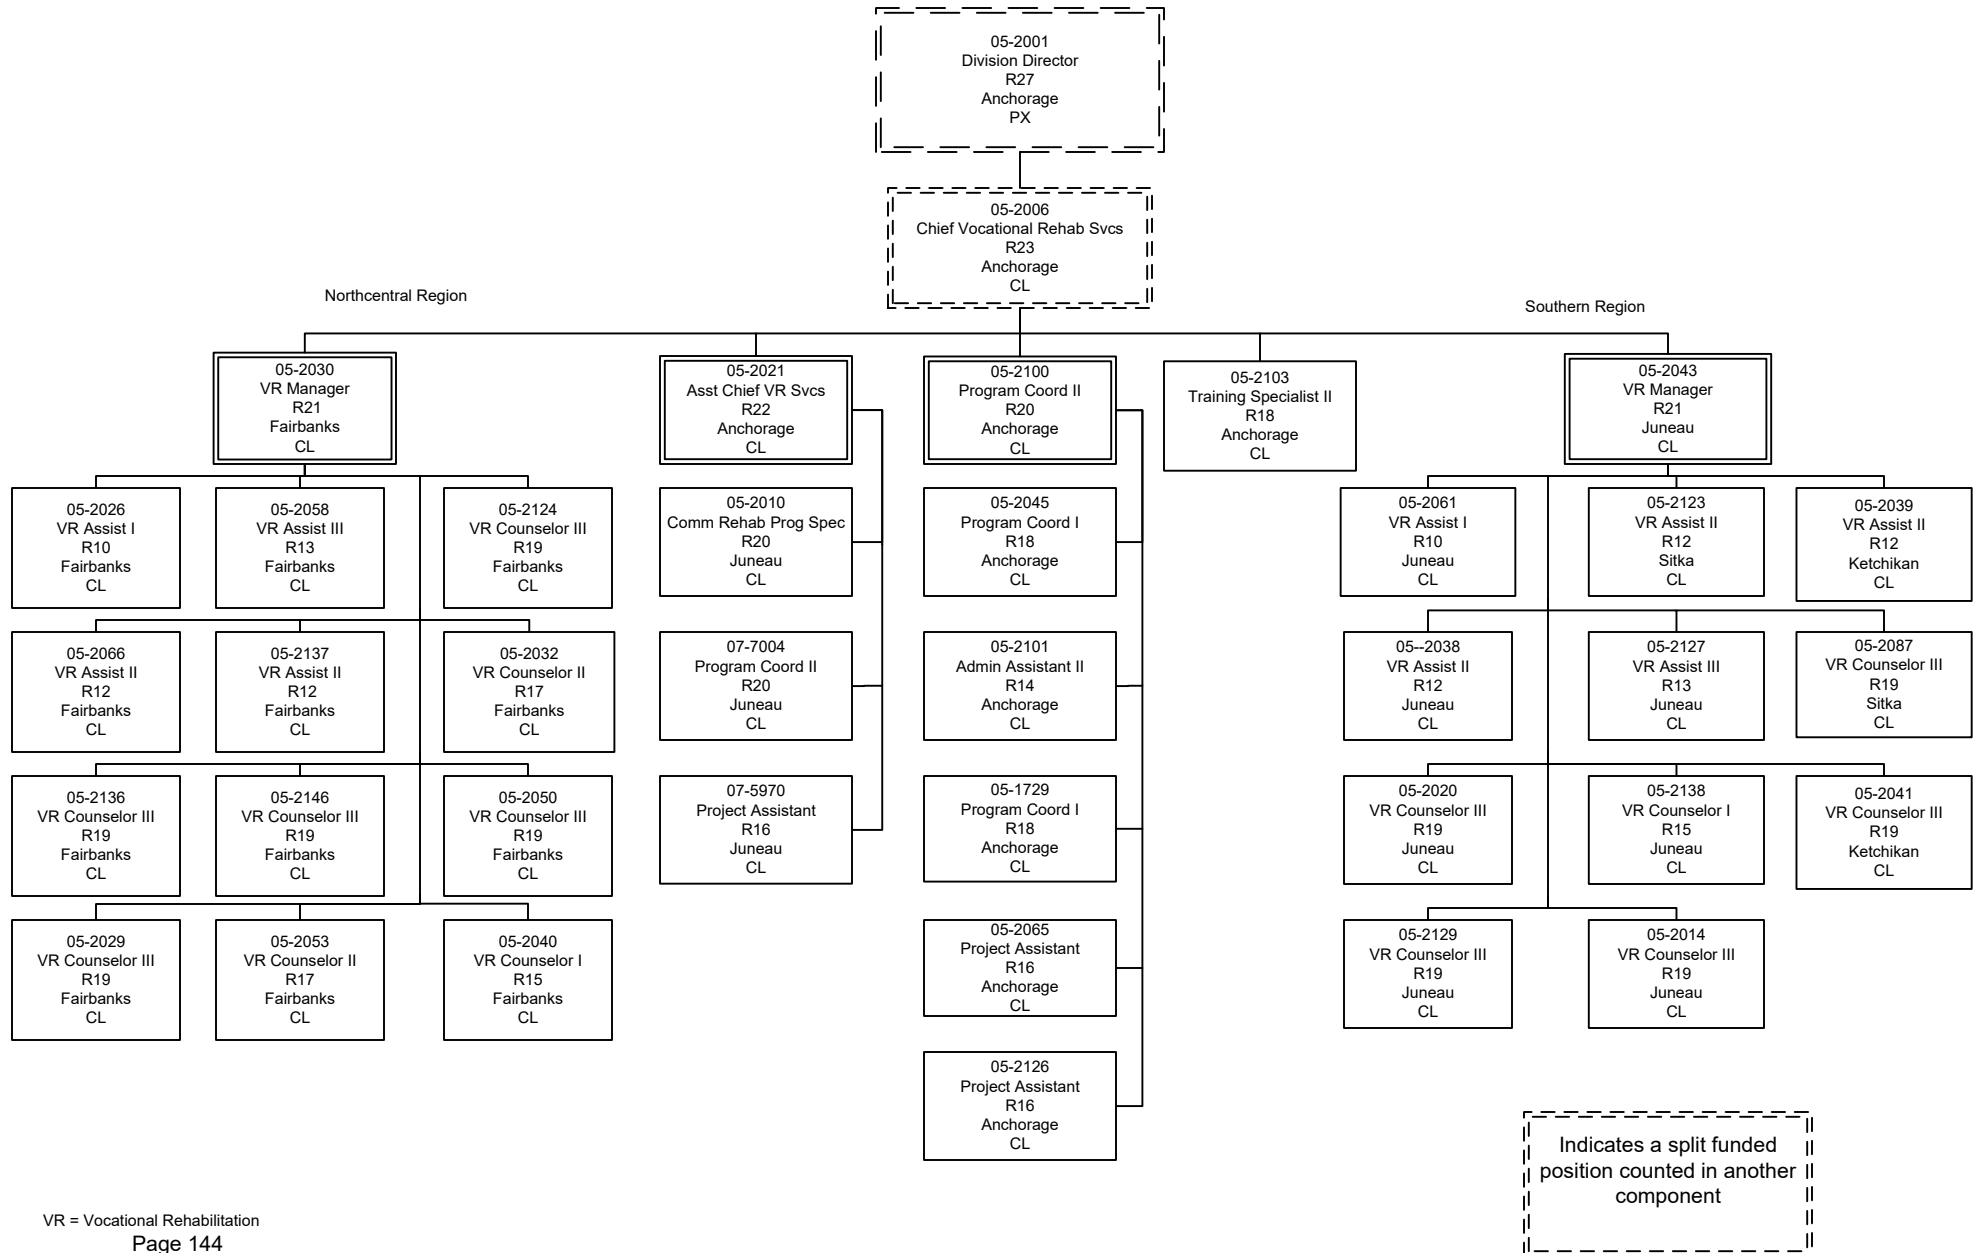 05-2001
Division Director
R27
Anchorage
PX
05-2006
Chief Vocational Rehab Svcs
R23
Anchorage
CL
Northcentral Region
Southern Region
05-2030
VR Manager
R21
Fairbanks
CL
05-2021
Asst Chief VR Svcs
R22
Anchorage
CL
05-2100
Program Coord II
R20
Anchorage
CL
05-2103
Training Specialist II
R18
Anchorage
CL
05-2043
VR Manager
R21
Juneau
CL
05-2026
VR Assist I
R10
Fairbanks
CL
05-2058
VR Assist III
R13
Fairbanks
CL
05-2124
VR Counselor III
R19
Fairbanks
CL
05-2010
Comm Rehab Prog Spec
R20
Juneau
CL
05-2045
Program Coord I
R18
Anchorage
CL
05-2061
VR Assist I
R10
Juneau
CL
05-2123
VR Assist II
R12
Sitka
CL
05-2039
VR Assist II
R12
Ketchikan
CL
05-2066
VR Assist II
R12
Fairbanks
CL
05-2137
VR Assist II
R12
Fairbanks
CL
05-2032
VR Counselor II
R17
Fairbanks
CL
07-7004
Program Coord II
R20
Juneau
CL
05-2101
Admin Assistant II
R14
Anchorage
CL
05--2038
VR Assist II
R12
Juneau
CL
05-2127
VR Assist III
R13
Juneau
CL
05-2087
VR Counselor III
R19
Sitka
CL
05-2136
VR Counselor III
R19
Fairbanks
CL
05-2146
VR Counselor III
R19
Fairbanks
CL
05-2050
VR Counselor III
R19
Fairbanks
CL
07-5970
Project Assistant
R16
Juneau
CL
05-1729
Program Coord I
R18
Anchorage
CL
05-2020
VR Counselor III
R19
Juneau
CL
05-2138
VR Counselor I
R15
Juneau
CL
05-2041
VR Counselor III
R19
Ketchikan
CL
05-2029
VR Counselor III
R19
Fairbanks
CL
05-2053
VR Counselor II
R17
Fairbanks
CL
05-2040
VR Counselor I
R15
Fairbanks
CL
05-2065
Project Assistant
R16
Anchorage
CL
05-2129
VR Counselor III
R19
Juneau
CL
05-2014
VR Counselor III
R19
Juneau
CL
05-2126
Project Assistant
R16
Anchorage
CL
Indicates a split funded
position counted in another
component
VR = Vocational Rehabilitation
Page 144